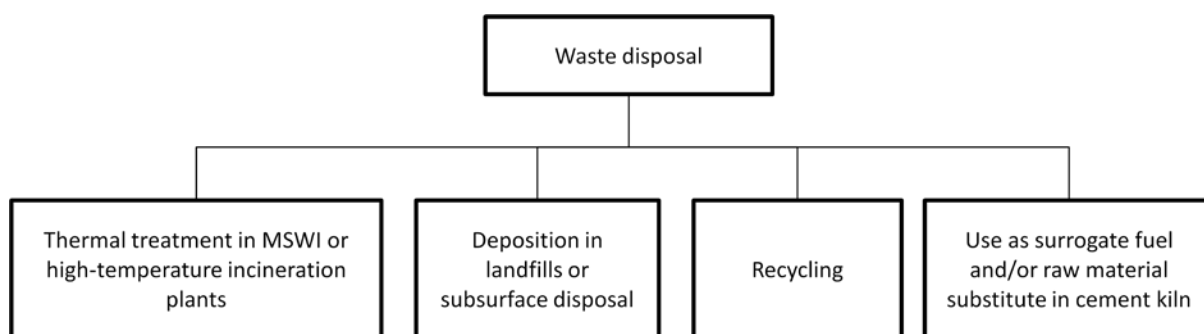 Waste disposal
Thermal treatment in MSWI or
high-temperature incineration
plants
Deposition in
landfills or
subsurface disposal
Recycling
Use as surrogate fuel
and/or raw material
substitute in cement kiln